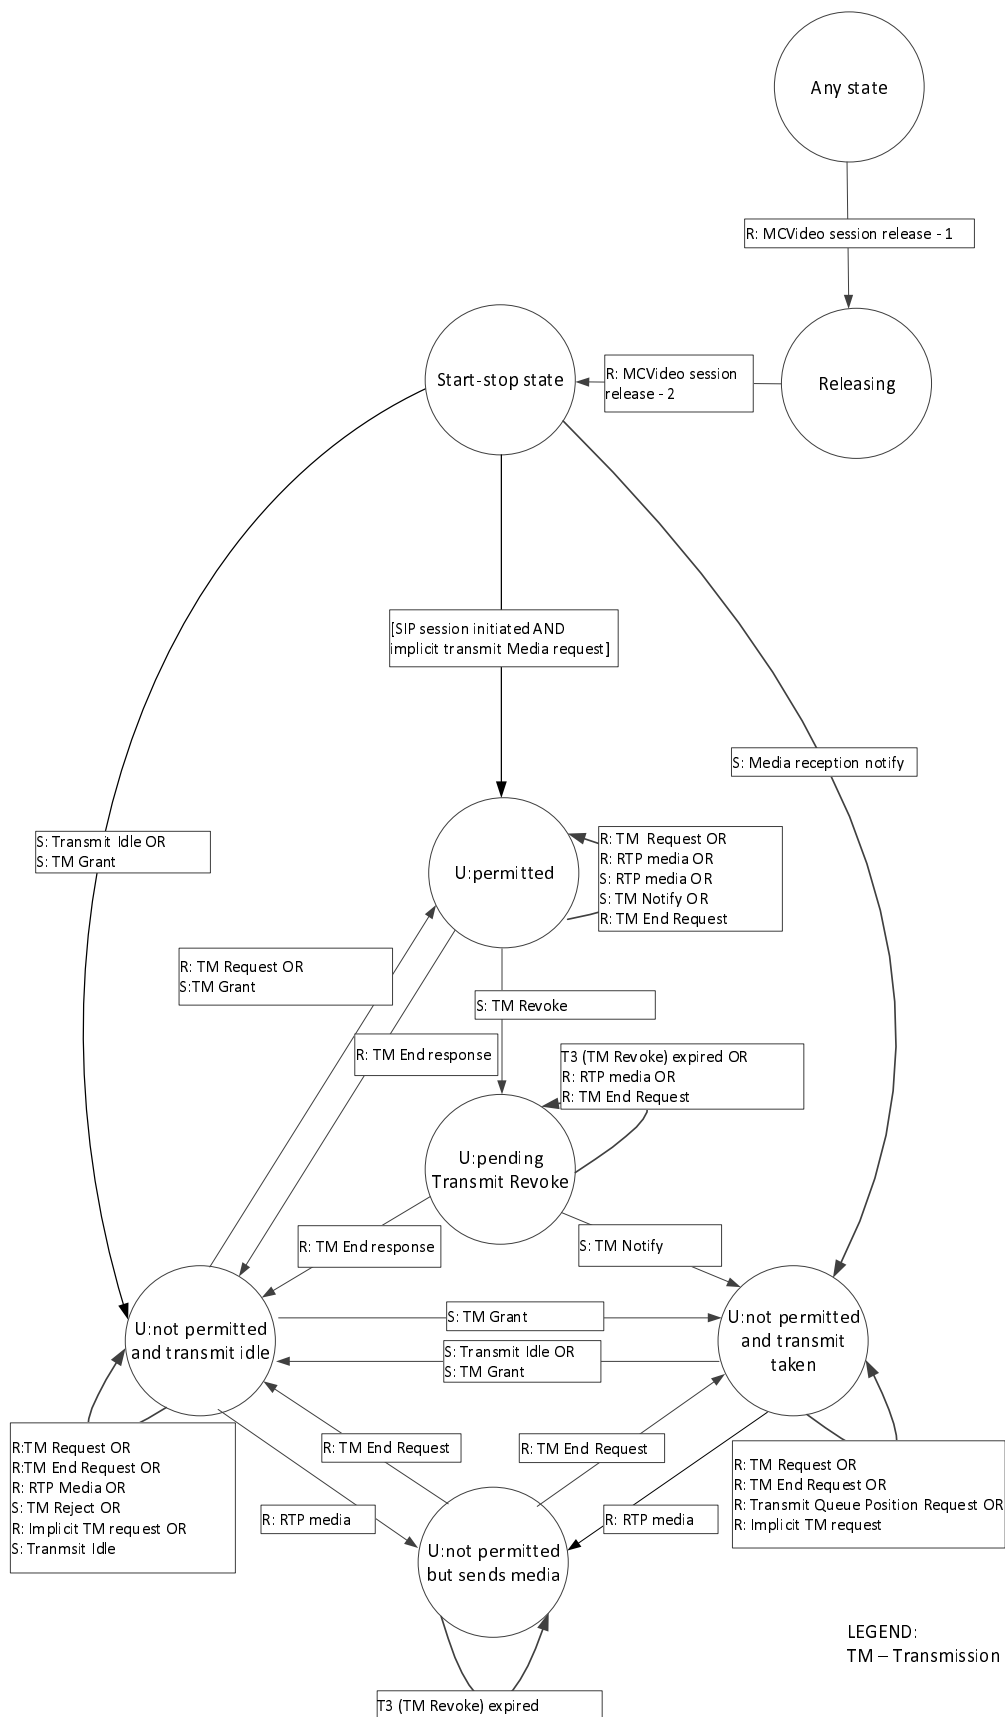 Any state
R: MCVideo session release - 1
Start-stop state
R: MCVideo session
release - 2
Releasing
[SIP session initiated AND
implicit transmit Media request]
S: Media reception notify
S: Transmit Idle OR
S: TM Grant
U:permitted
R: TM Request OR
R: RTP media OR
S: RTP media OR
S: TM Notify OR
R: TM End Request
R: TM Request OR
S:TM Grant
S: TM Revoke
R: TM End response
T3 (TM Revoke) expired OR
R: RTP media OR
R: TM End Request
U:pending
Transmit Revoke
R: TM End response
S: TM Notify
U:not permitted
and transmit idle
S: TM Grant
S: Transmit Idle OR
S: TM Grant
U:not permitted
and transmit
taken
R:TM Request OR
R:TM End Request OR
R: RTP Media OR
S: TM Reject OR
R: Implicit TM request OR
S: Tranmsit Idle
R: TM End Request
R: TM End Request
R: RTP media
R: RTP media
R: TM Request OR
R: TM End Request OR
R: Transmit Queue Position Request OR
R: Implicit TM request
U:not permitted
but sends media
LEGEND:
TM – Transmission
T3 (TM Revoke) expired